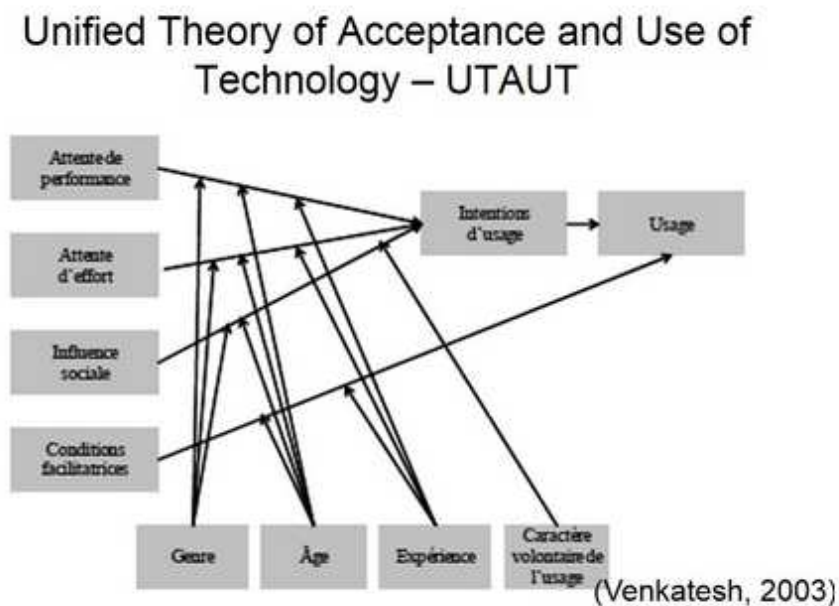 Unified Theory of Acceptance and Use of
Technology – UTAUT
Attente de
performance
Intentions
d'usage
Usage
Attente
d'effort
Influence
sociale
Conditions
facilitatrices
Genre
Âge
Expérience
Caractère
volontaire de
l'usage
(Venkatesh, 2003)